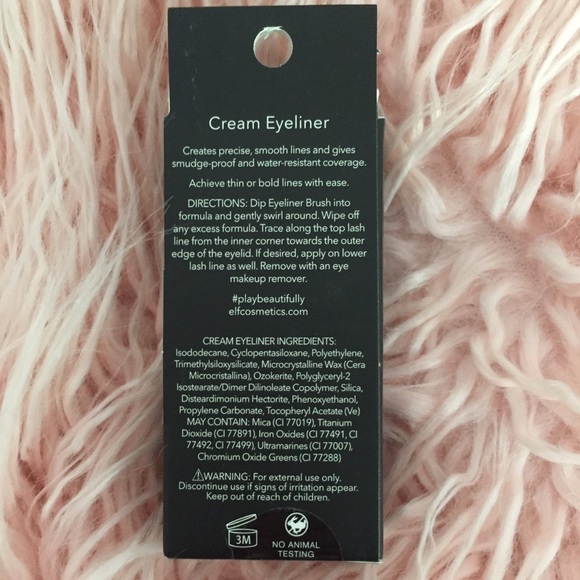 Cream Eyeliner
Creates precise, smooth lines and gives
smudge-proof and water-resistant coverage.
Achieve thin or bold lines with ease.
DIRECTIONS: Dip Eyeliner Brush into
formula and gently swirl around. Wipe off
any excess formula. Trace along the top lash
line from the inner corner towards the outer
edge of the eyelid. If desired, apply on lower
lash line as well. Remove with an eye
makeup remover.
#playbeautifully
elfcosmetics.com
CREAM EYELINER INGREDIENTS:
Isododecane, Cyclopentasiloxane, Polyethylene,
Trimethylsiloxysilicate, Microcrystalline Wax (Cera
Microcristallina), Ozokerite, Polyglyceryl-2
Isostearate/Dimer Dilinoleate Copolymer, Silica,
Disteardimonium Hectorite, Phenoxyethanol,
Propylene Carbonate, Tocopheryl Acetate (Ve)
MAY CONTAIN: Mica (CI 77019), Titanium
Dioxide (CI 77891), Iron Oxides (CI 77491, CI
77492, CI 77499), Ultramarines (CI 77007),
Chromium Oxide Greens (CI 77288)
⚠WARNING: For external use only.
Discontinue use if signs of irritation appear.
Keep out of reach of children.
3M
NO ANIMAL
TESTING